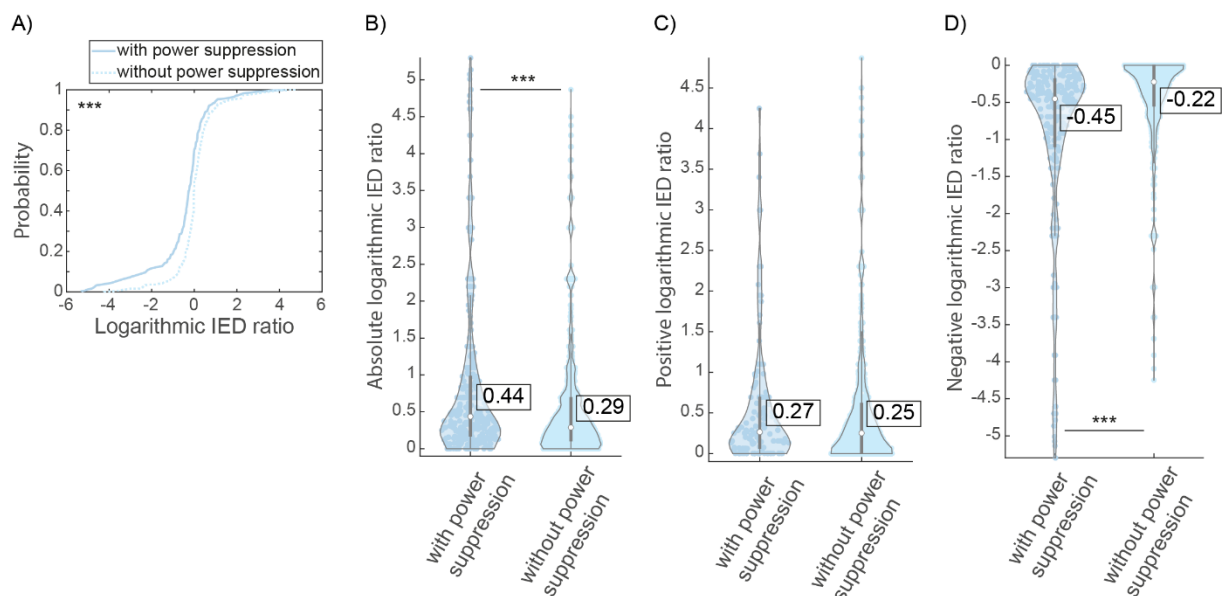 A)
with power suppression
without power suppression
***
1
0.8
0.6
0.4
0.2
0
-6
-4
-2
0
2
4
6
Probability
Logarithmic IED ratio
B)
***
5
4.5
4
3.5
3
2.5
2
1.5
1
0.5
0
Absolute logarithmic IED ratio
0.44
0.29
with power
suppression
without power
suppression
C)
4.5
4
3.5
3
2.5
2
1.5
1
0.5
0
Positive logarithmic IED ratio
0.27
0.25
with power
suppression
without power
suppression
D)
0
-0.5
-1
-1.5
-2
-2.5
-3
-3.5
-4
-4.5
-5
Negative logarithmic IED ratio
-0.45
-0.22
***
with power
suppression
without power
suppression